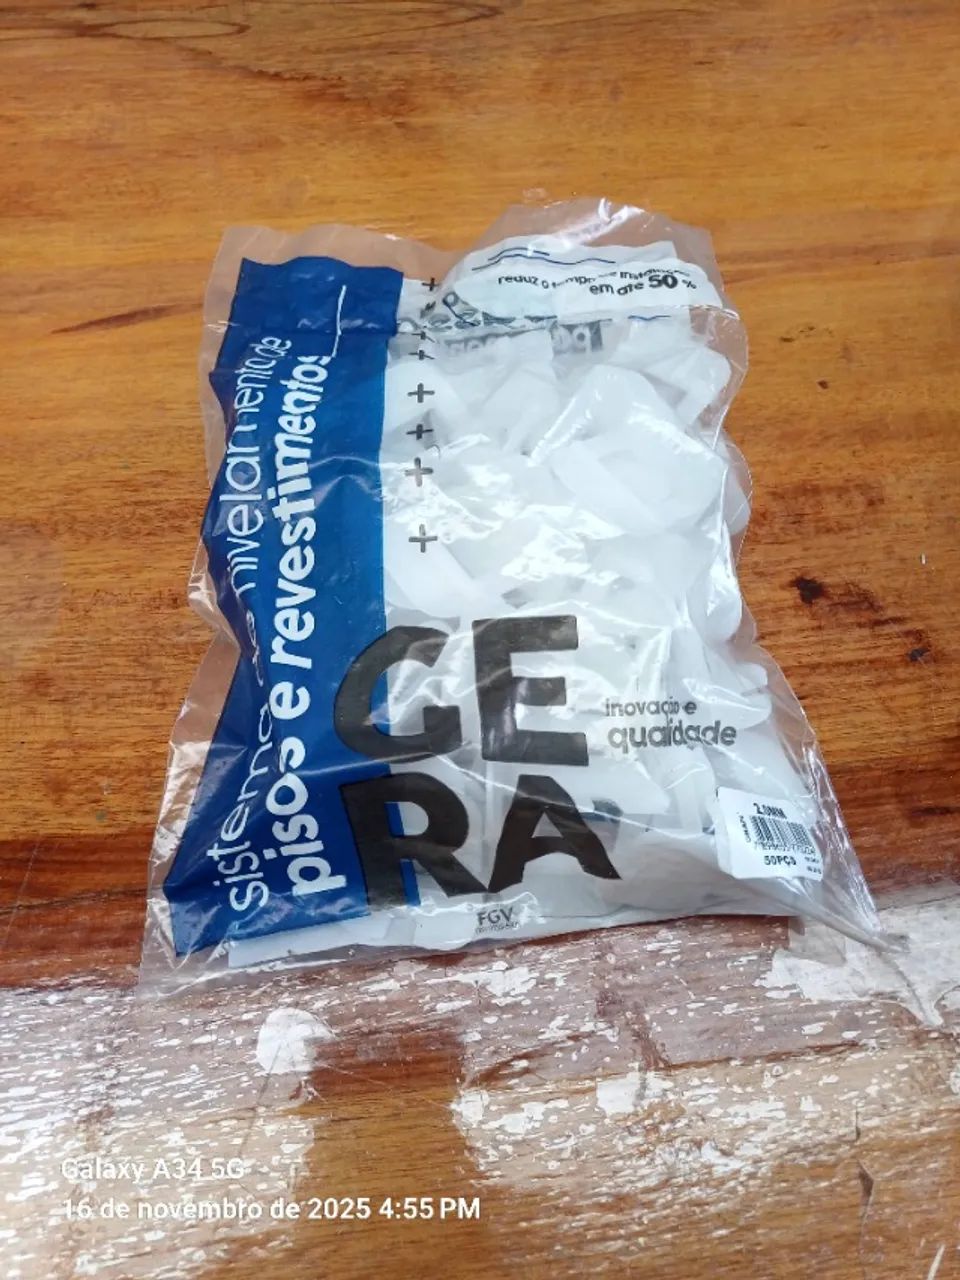 reduz o tempo de instalação
em até 50 %
sistema de nivelamento de
pisos e revestimentos
+
+
+
+
+
+
+
GE
RA
inovação e
qualidade
2.0MM
50PÇS
FGV
Galaxy A34 5G
16 de novembro de 2025 4:55 PM